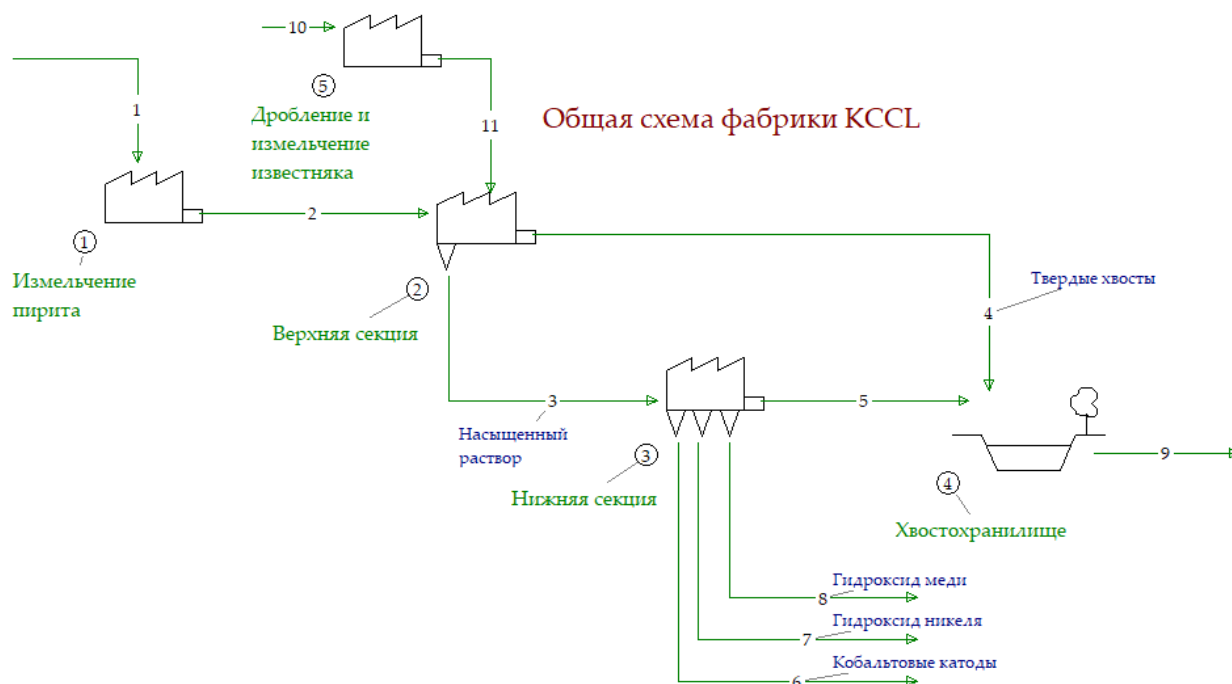 10
5
Дробление и
измельчение
известняка
Общая схема фабрики KCCL
1
11
2
1
Измельчение
пирита
2
Верхняя секция
Твердые хвосты
4
3
Насыщенный
раствор
5
3
Нижняя секция
9
4
Хвостохранилище
Гидроксид меди
8
Гидроксид никеля
7
Кобальтовые катоды
6